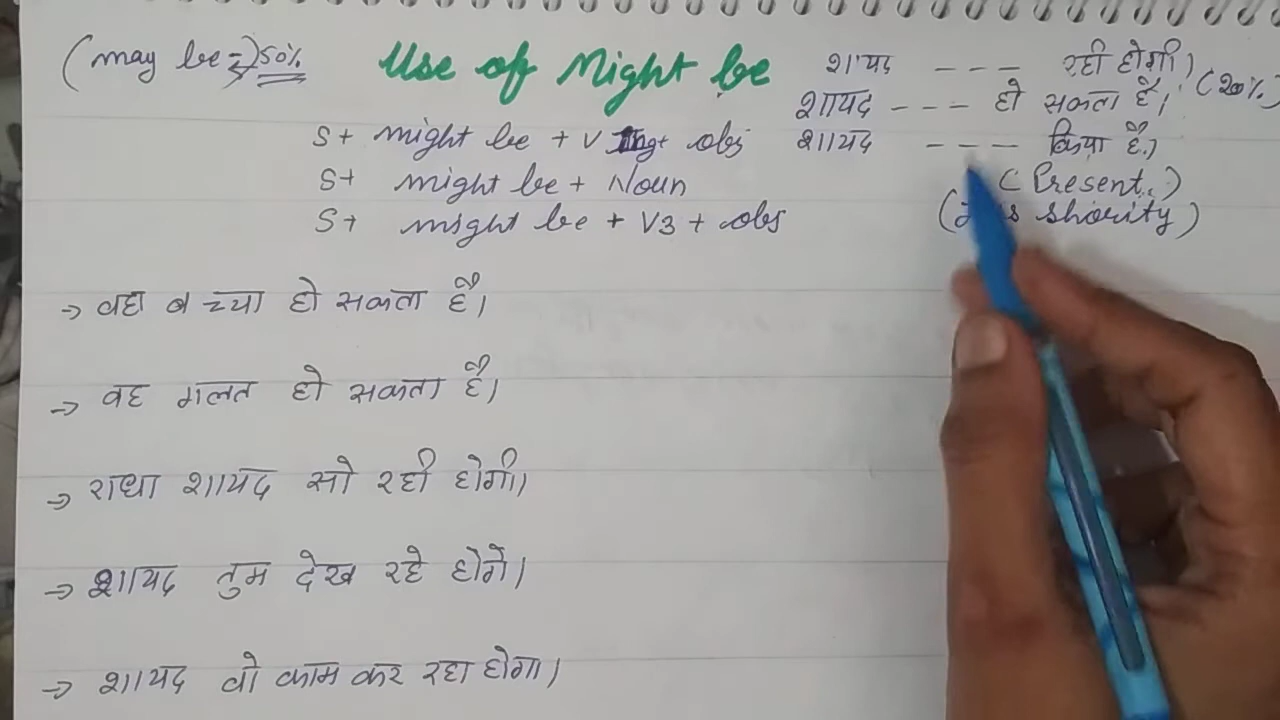 (may be ⇒) 50% Use of Might be शायद --- रही होगी। (20%)
शायद --- हो सकता है।
S+ might be + V ing+ obj शायद --- किया है।
S+ might be + Noun (Present.)
S+ might be + V3 + obj shority)
→ वह बच्चा हो सकता है।
→ वह गलत हो सकता है।
→ राधा शायद सो रही होगी।
→ शायद तुम देख रहे होगे।
→ शायद वो काम कर रहा होगा।